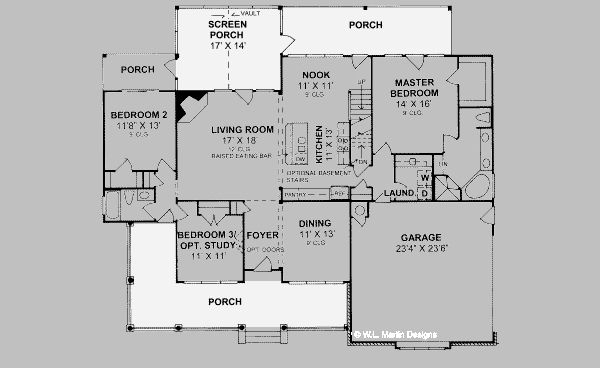 VAULT
SCREEN
PORCH
17' X 14'
PORCH
PORCH
NOOK
11' X 11'
9' CLG
UP
MASTER
BEDROOM
14' X 16'
9' CLG
BEDROOM 2
11'8" X 13'
9' CLG
LIVING ROOM
17' X 18'
12' CLG
RAISED EATING BAR
KITCHEN
11 X 13'
DW
DN
OPTIONAL BASEMENT
STAIRS
PANTRY
REF
LAUND.
W
D
LIN
BEDROOM 3/
OPT. STUDY
11' X 11'
FOYER
OPT DOORS
DINING
11' X 13'
9' CLG
GARAGE
23'4" X 23'6"
PORCH
© W.L. Martin Designs